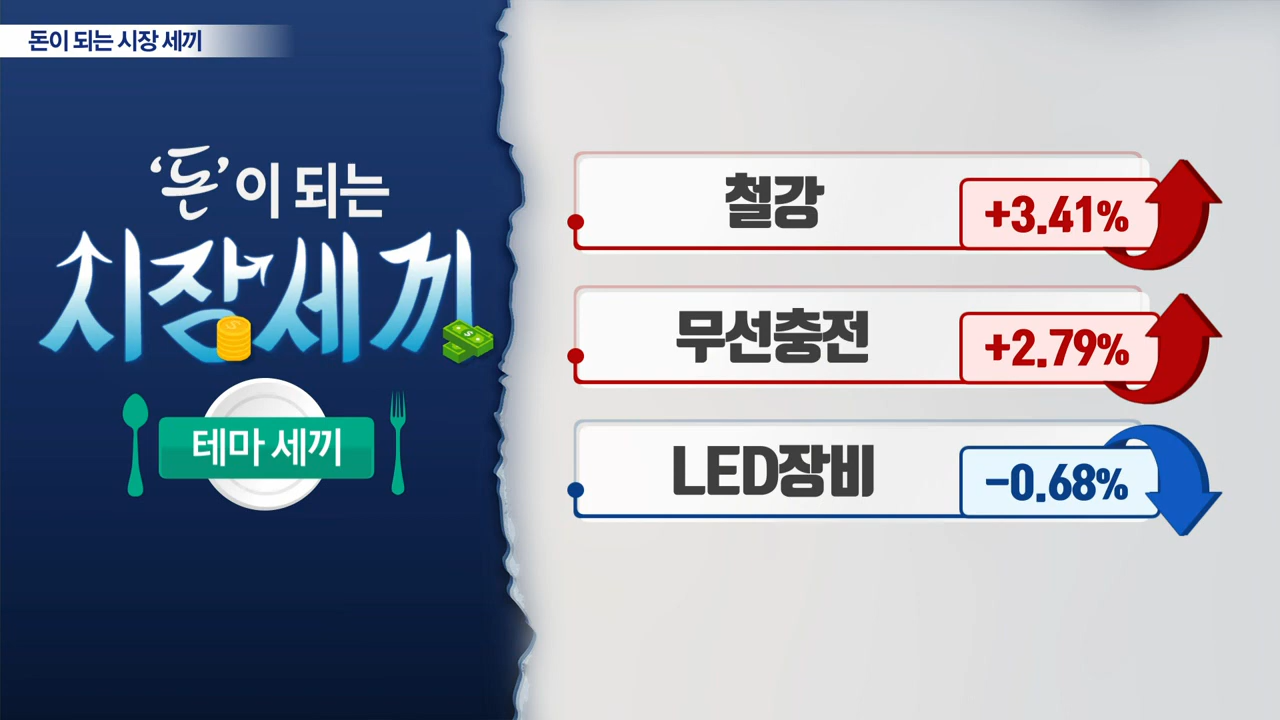 돈이 되는 시장 세끼
‘돈’이 되는
시장세끼
테마 세끼
철강
+3.41%
무선충전
+2.79%
LED장비
-0.68%